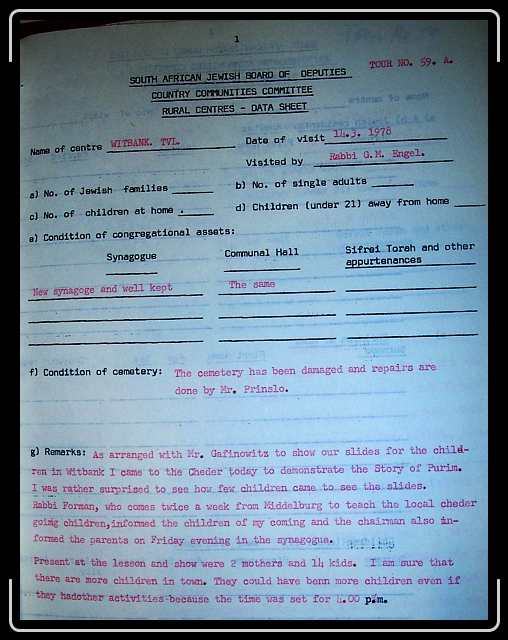 1
TOUR NO. 59. A.
SOUTH AFRICAN JEWISH BOARD OF DEPUTIES
COUNTRY COMMUNITIES COMMITTEE
RURAL CENTRES - DATA SHEET
Name of centre WITBANK. TVL. Date of visit 14.3. 1978
Visited by Rabbi G.M. Engel.
a) No. of Jewish families b) No. of single adults
c) No. of children at home . d) Children (under 21) away from home
e) Condition of congregational assets:
Synagogue Communal Hall Sifrei Torah and other
appurtenances
New synagoge and well kept The same
f) Condition of cemetery: The cemetery has been damaged and repairs are
done by Mr. Prinslo.
g) Remarks: As arranged with Mr. Gafinowitz to show our slides for the child-
ren in Witbank I came to the Cheder today to demonstrate the Story of Purim.
I was rather surprised to see how few children came to see the slides.
Rabbi Forman, who comes twice a week from Middelburg to teach the local cheder
going children,informed the children of my coming and the chairman also in-
formed the parents on Friday evening in the synagogue.
Present at the lesson and show were 2 mothers and 14 kids. I am sure that
there are more children in town. They could have benn more children even if
they hadother activities because the time was set for 4.00 p.m.